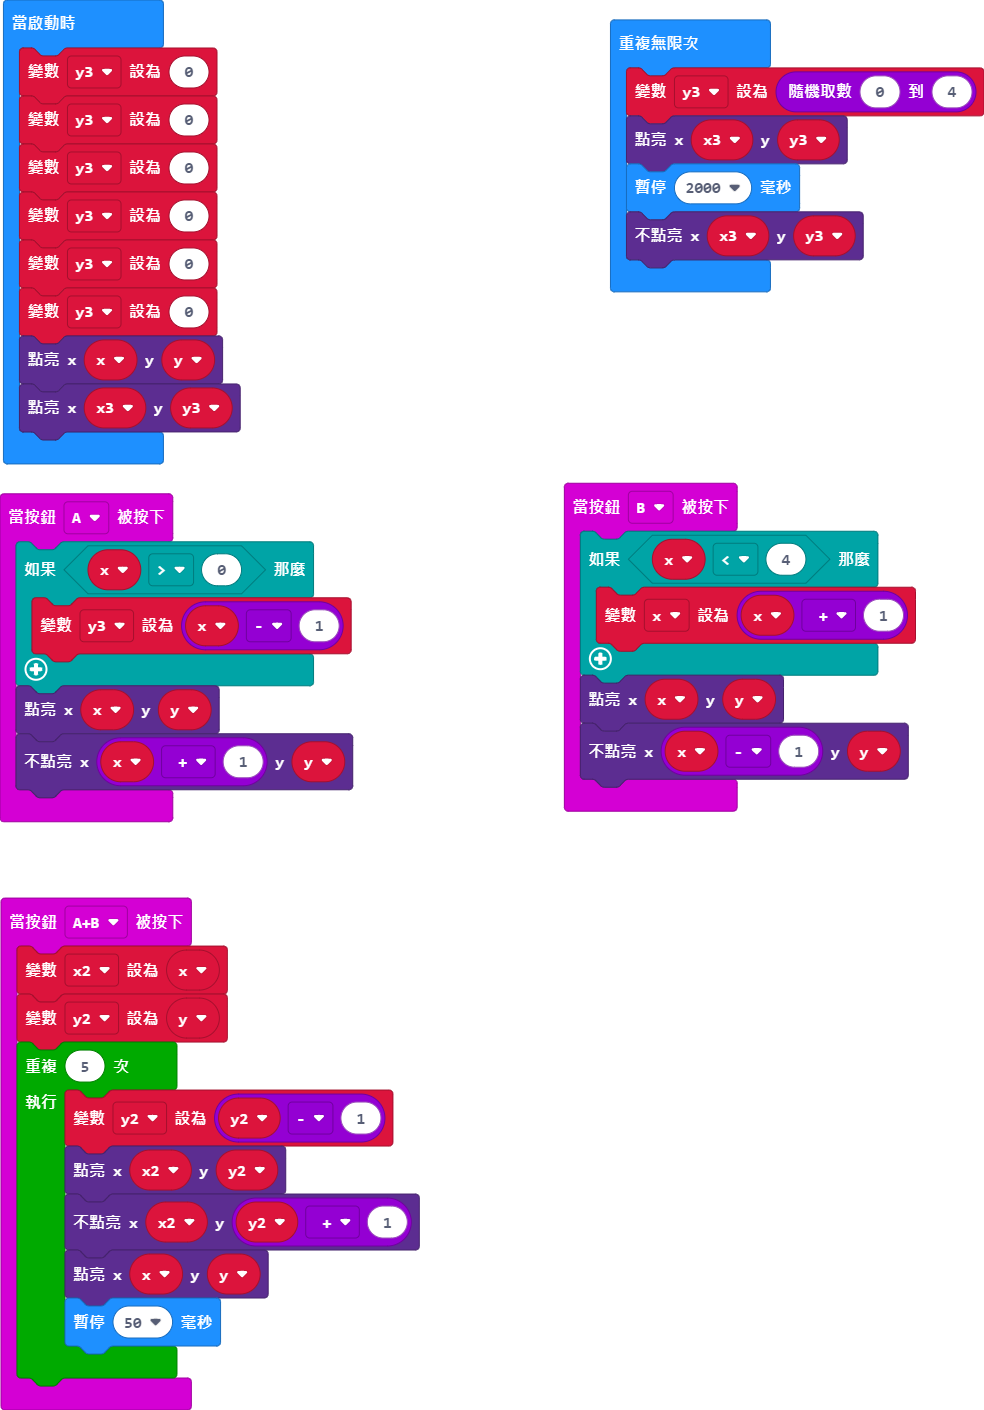 當啟動時
變數 y3 設為 0
變數 y3 設為 0
變數 y3 設為 0
變數 y3 設為 0
變數 y3 設為 0
變數 y3 設為 0
點亮 x x y y
點亮 x x3 y y3
重複無限次
變數 y3 設為 隨機取數 0 到 4
點亮 x x3 y y3
暫停 2000 毫秒
不點亮 x x3 y y3
當按鈕 A 被按下
如果 x > 0 那麼
變數 y3 設為 x - 1
點亮 x x y y
不點亮 x x + 1 y y
當按鈕 B 被按下
如果 x < 4 那麼
變數 x 設為 x + 1
點亮 x x y y
不點亮 x x - 1 y y
當按鈕 A+B 被按下
變數 x2 設為 x
變數 y2 設為 y
重複 5 次
執行
變數 y2 設為 y2 - 1
點亮 x x2 y y2
不點亮 x x2 y y2 + 1
點亮 x x y y
暫停 50 毫秒